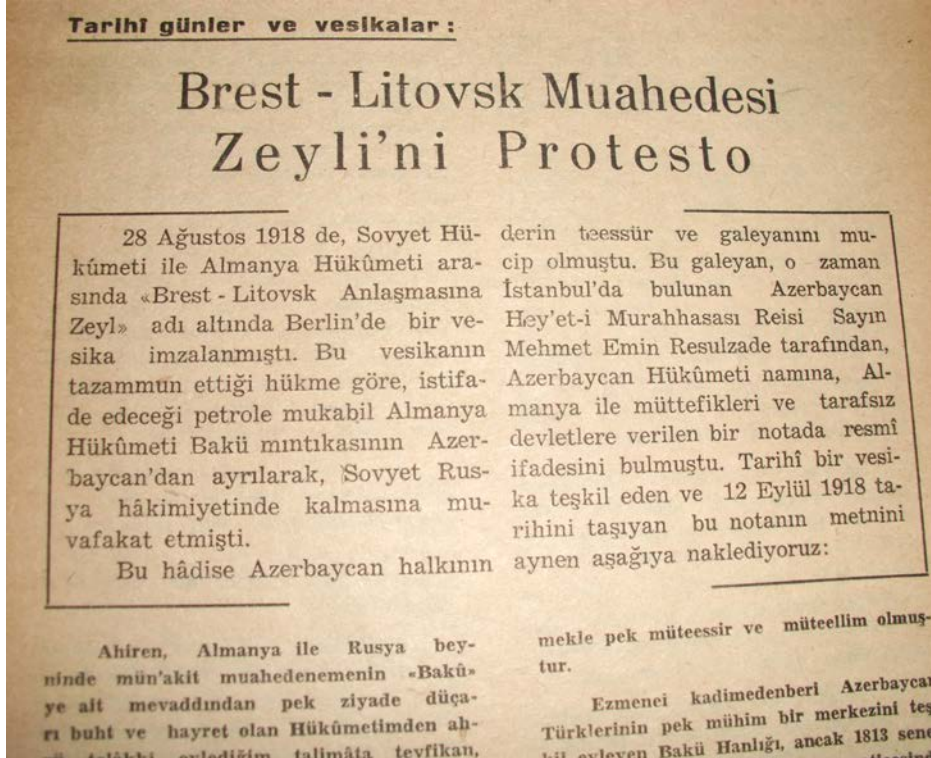 Tarihî günler ve vesikalar :
Brest - Litovsk Muahedesi
Zeyli'ni Protesto
28 Ağustos 1918 de, Sovyet Hü-
kûmeti ile Almanya Hükûmeti ara-
sında «Brest - Litovsk Anlaşmasına
Zeyl» adı altında Berlin'de bir ve-
sika imzalanmıştı. Bu vesikanın
tazammun ettiği hükme göre, istifa-
de edeceği petrole mukabil Almanya
Hükûmeti Bakü mıntıkasının Azer-
baycan'dan ayrılarak, Sovyet Rus-
ya hâkimiyetinde kalmasına mu-
vafakat etmişti.
Bu hâdise Azerbaycan halkının
derin teessür ve galeyanını mu-
cip olmuştu. Bu galeyan, o zaman
İstanbul'da bulunan Azerbaycan
Hey'et-i Murahhasası Reisi Sayın
Mehmet Emin Resulzade tarafından,
Azerbaycan Hükûmeti namına, Al-
manya ile müttefikleri ve tarafsız
devletlere verilen bir notada resmî
ifadesini bulmuştu. Tarihî bir vesi-
ka teşkil eden ve 12 Eylül 1918 ta-
rihini taşıyan bu notanın metnini
aynen aşağıya naklediyoruz:
Ahiren, Almanya ile Rusya bey-
ninde mün'akit muahedenemenin «Bakû»
ye ait mevaddından pek ziyade düça-
rı buht ve hayret olan Hükûmetimden ah-
eylediğim talimâta tevfikan,
mekle pek müteessir ve müteellim olmuş-
tur.
Ezmenei kadimedenberi Azerbaycan
Türklerinin pek mühim bir merkezini teş-
kil eyleyen Bakü Hanlığı, ancak 1813 sene